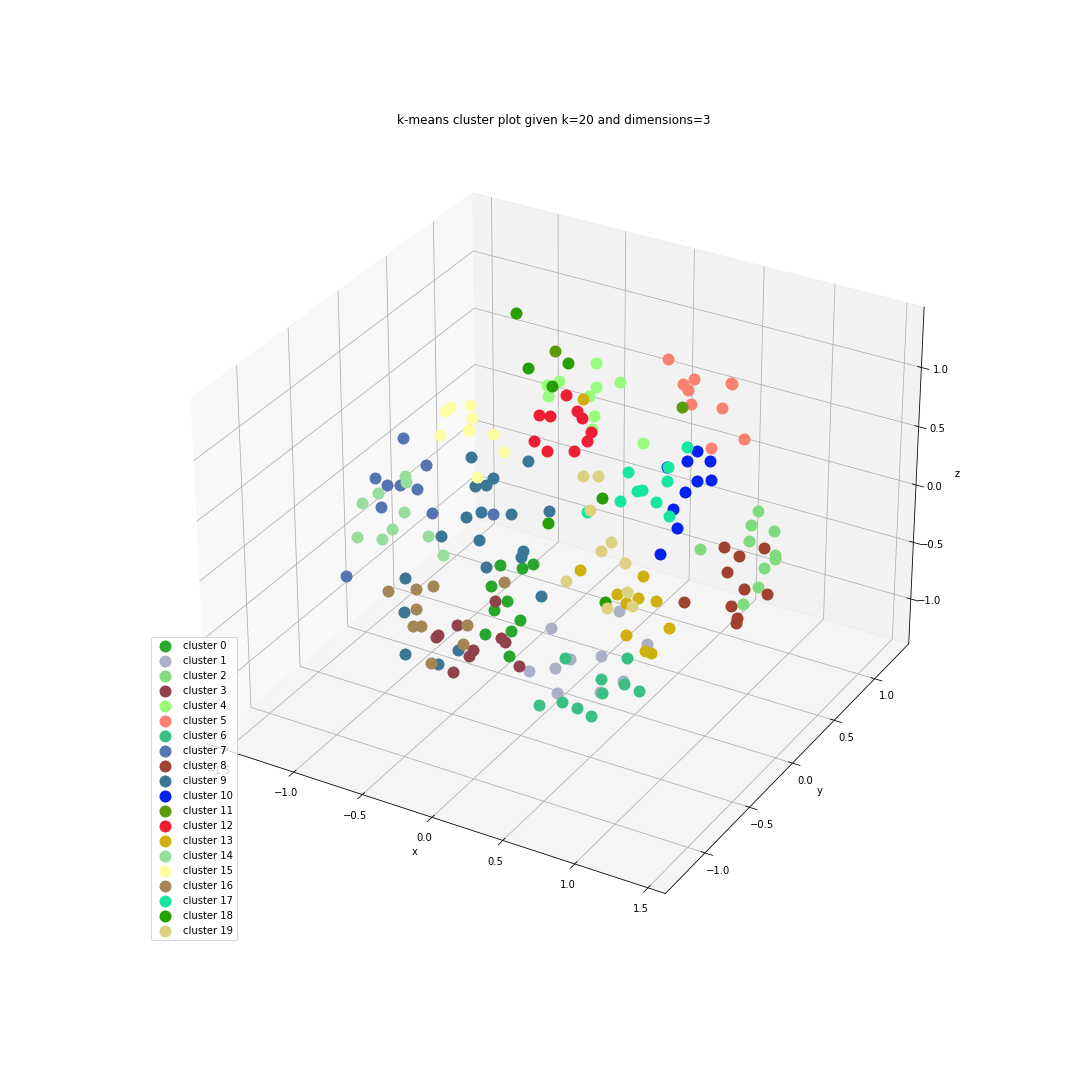 k-means cluster plot given k=20 and dimensions=3
1.0
0.5
z
0.0
−0.5
−1.0
1.0
0.5
0.0
y
−0.5
−1.0
−1.0
−0.5
0.0
x
0.5
1.0
1.5
cluster 0
cluster 1
cluster 2
cluster 3
cluster 4
cluster 5
cluster 6
cluster 7
cluster 8
cluster 9
cluster 10
cluster 11
cluster 12
cluster 13
cluster 14
cluster 15
cluster 16
cluster 17
cluster 18
cluster 19